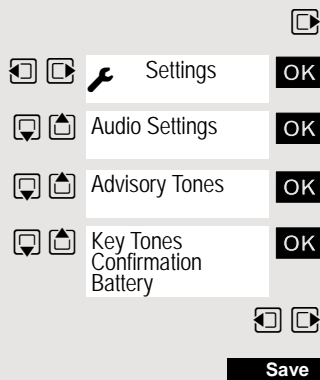 Settings OK
Audio Settings OK
Advisory Tones OK
Key Tones OK
Confirmation
Battery
Save